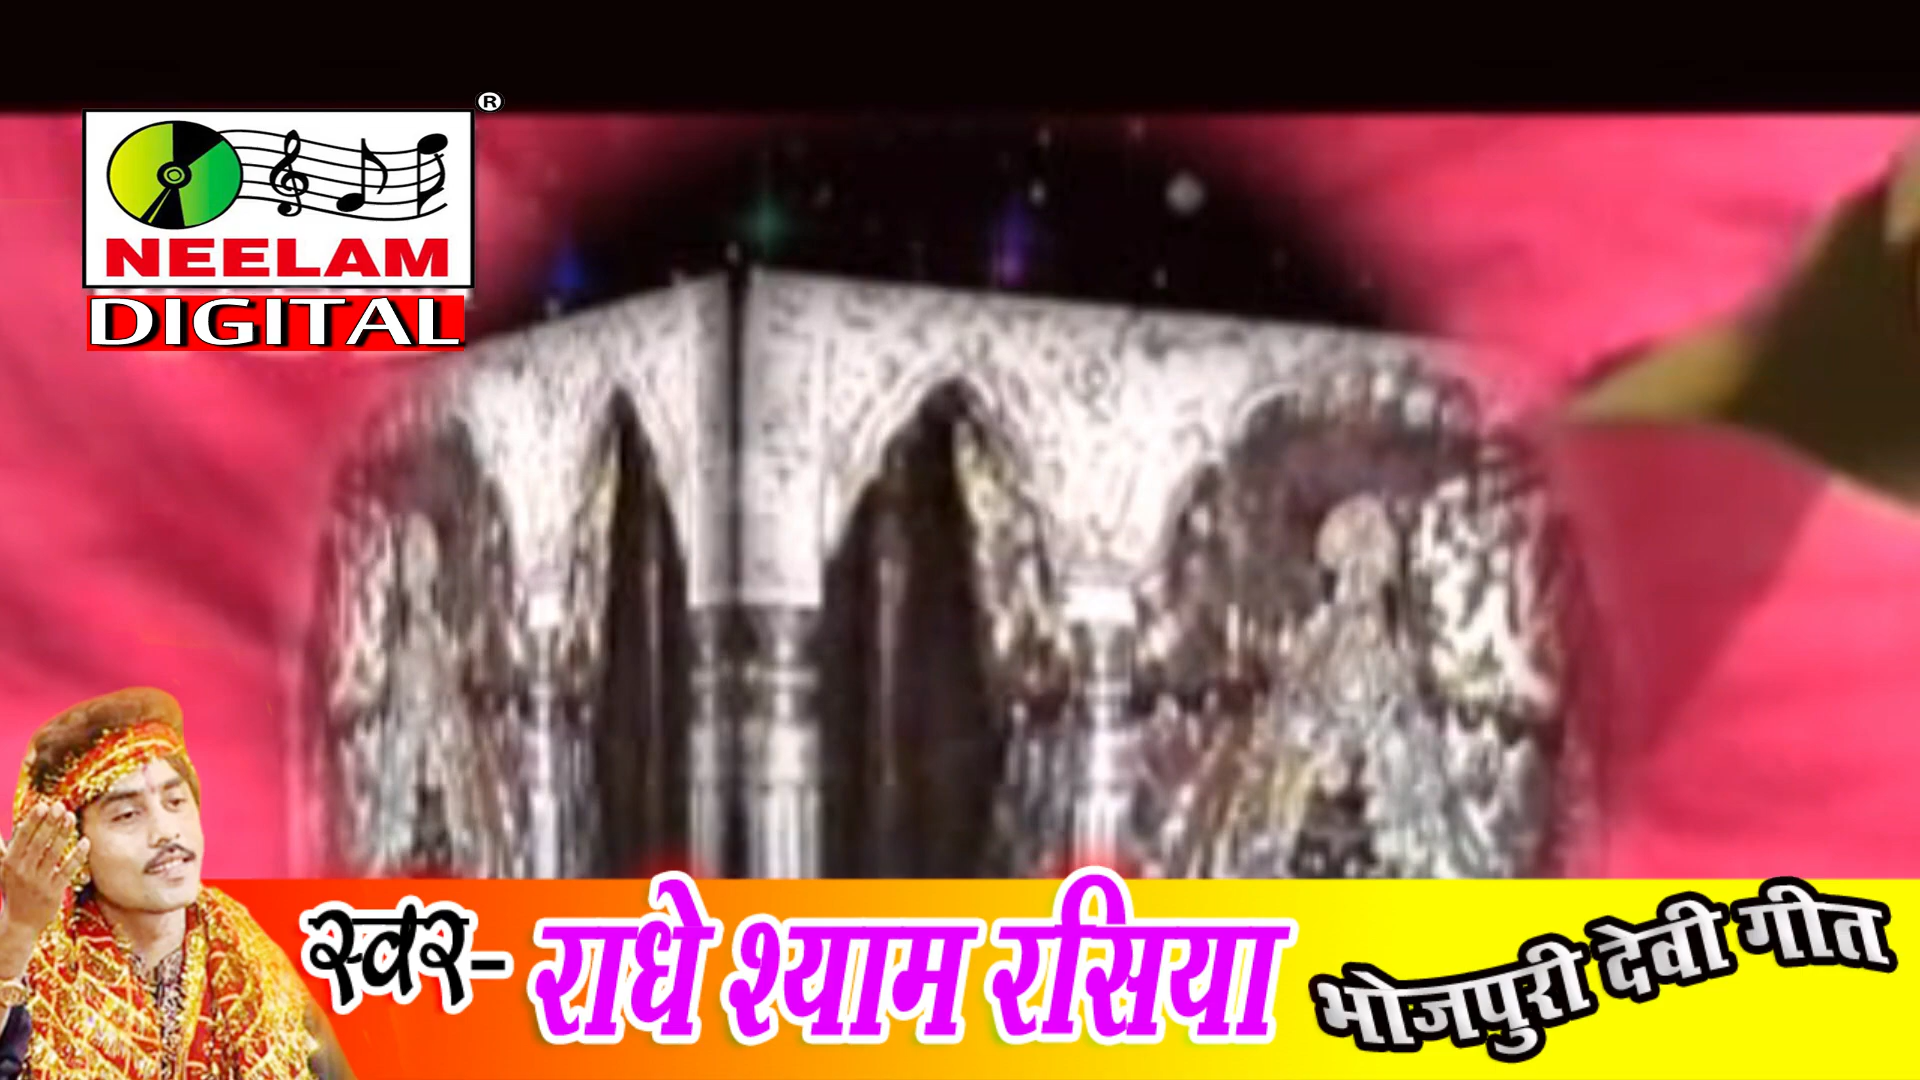 ®
NEELAM
DIGITAL
स्वर- राधे श्याम रसिया भोजपुरी देवी गीत